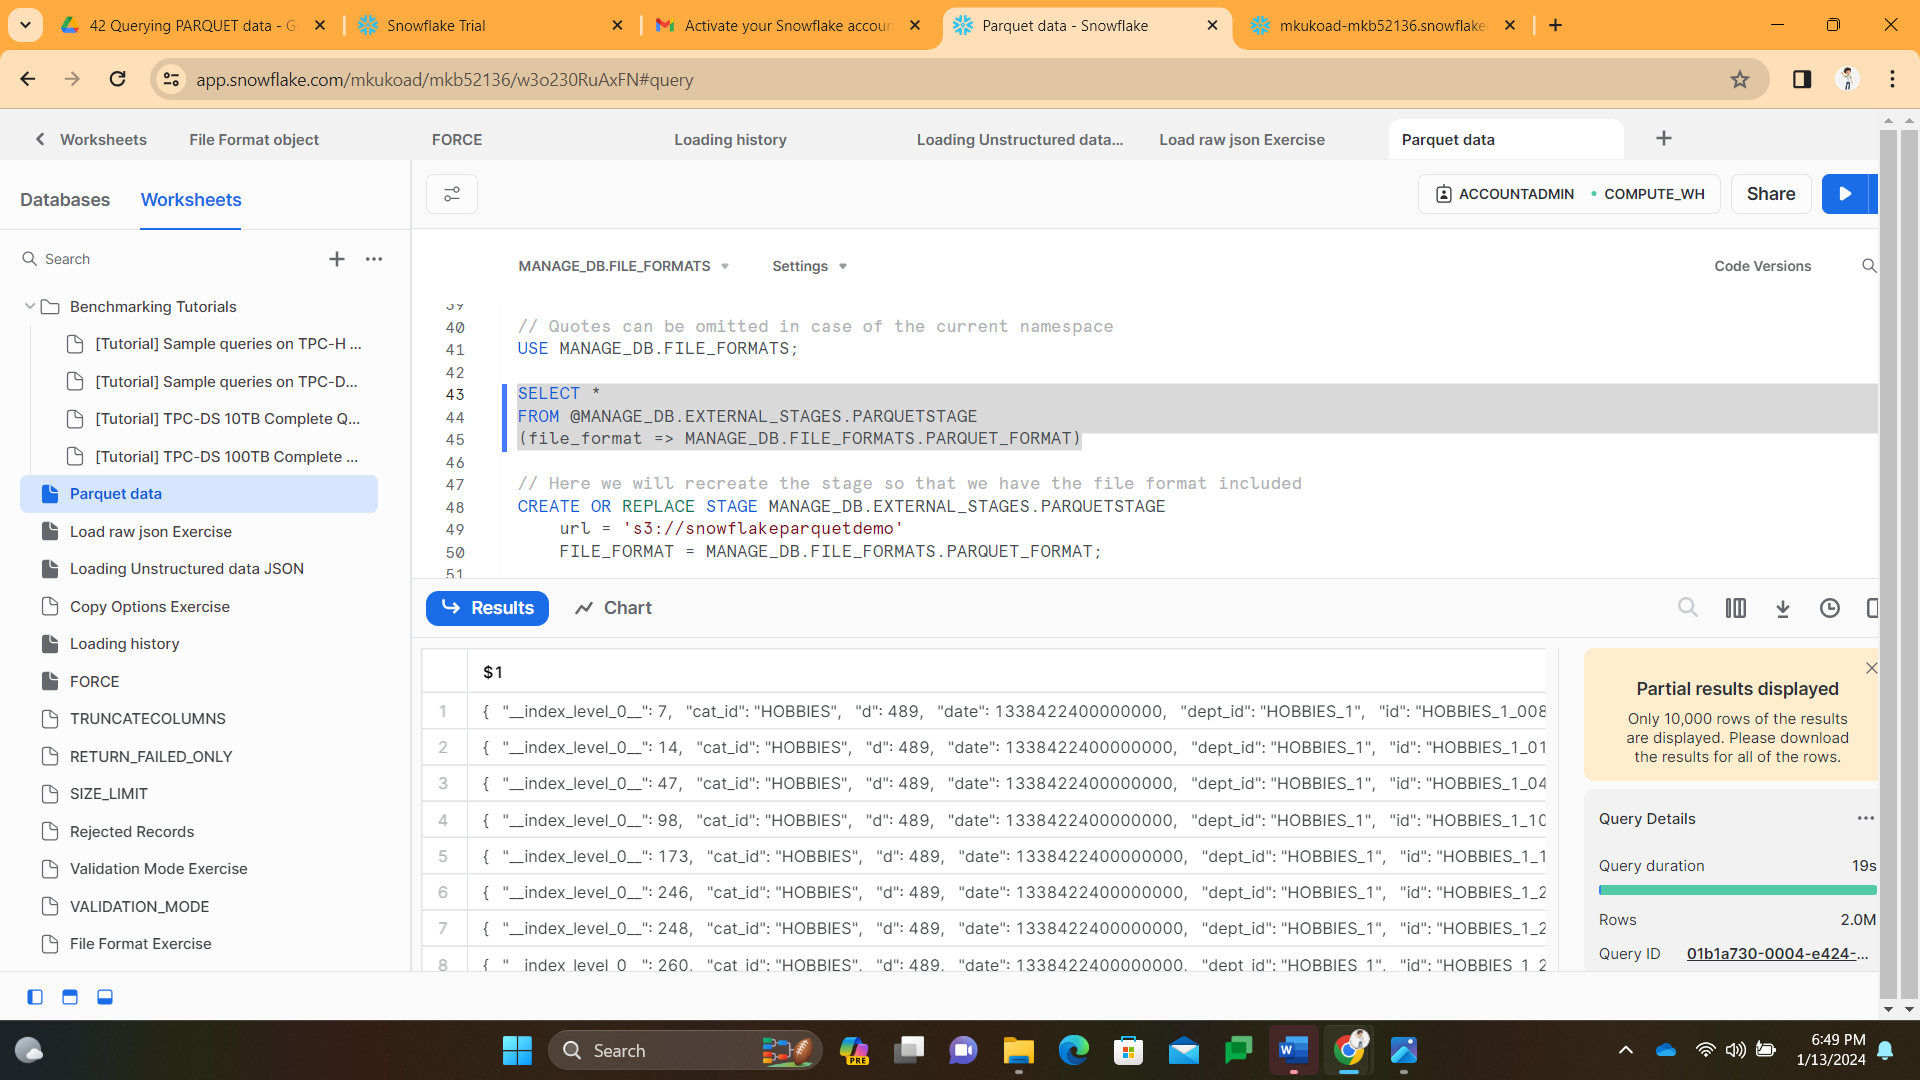 42 Querying PARQUET data - G
Snowflake Trial
Activate your Snowflake accoun
Parquet data - Snowflake
mkukoad-mkb52136.snowflake
app.snowflake.com/mkukoad/mkb52136/w3o230RuAxFN#query
Worksheets
File Format object
FORCE
Loading history
Loading Unstructured data...
Load raw json Exercise
Parquet data
Databases
Worksheets
ACCOUNTADMIN
COMPUTE_WH
Share
Search
MANAGE_DB.FILE_FORMATS
Settings
Code Versions
Benchmarking Tutorials
[Tutorial] Sample queries on TPC-H ...
[Tutorial] Sample queries on TPC-D...
[Tutorial] TPC-DS 10TB Complete Q...
[Tutorial] TPC-DS 100TB Complete ...
Parquet data
Load raw json Exercise
Loading Unstructured data JSON
Copy Options Exercise
Loading history
FORCE
TRUNCATECOLUMNS
RETURN_FAILED_ONLY
SIZE_LIMIT
Rejected Records
Validation Mode Exercise
VALIDATION_MODE
File Format Exercise
39
40 // Quotes can be omitted in case of the current namespace
41 USE MANAGE_DB.FILE_FORMATS;
42
43 SELECT *
44 FROM @MANAGE_DB.EXTERNAL_STAGES.PARQUETSTAGE
45 (file_format => MANAGE_DB.FILE_FORMATS.PARQUET_FORMAT)
46
47 // Here we will recreate the stage so that we have the file format included
48 CREATE OR REPLACE STAGE MANAGE_DB.EXTERNAL_STAGES.PARQUETSTAGE
49 url = 's3://snowflakeparquetdemo'
50 FILE_FORMAT = MANAGE_DB.FILE_FORMATS.PARQUET_FORMAT;
51
Results
Chart
$1
1 { "__index_level_0__": 7, "cat_id": "HOBBIES", "d": 489, "date": 1338422400000000, "dept_id": "HOBBIES_1", "id": "HOBBIES_1_008
2 { "__index_level_0__": 14, "cat_id": "HOBBIES", "d": 489, "date": 1338422400000000, "dept_id": "HOBBIES_1", "id": "HOBBIES_1_01
3 { "__index_level_0__": 47, "cat_id": "HOBBIES", "d": 489, "date": 1338422400000000, "dept_id": "HOBBIES_1", "id": "HOBBIES_1_04
4 { "__index_level_0__": 98, "cat_id": "HOBBIES", "d": 489, "date": 1338422400000000, "dept_id": "HOBBIES_1", "id": "HOBBIES_1_10
5 { "__index_level_0__": 173, "cat_id": "HOBBIES", "d": 489, "date": 1338422400000000, "dept_id": "HOBBIES_1", "id": "HOBBIES_1_1
6 { "__index_level_0__": 246, "cat_id": "HOBBIES", "d": 489, "date": 1338422400000000, "dept_id": "HOBBIES_1", "id": "HOBBIES_1_2
7 { "__index_level_0__": 248, "cat_id": "HOBBIES", "d": 489, "date": 1338422400000000, "dept_id": "HOBBIES_1", "id": "HOBBIES_1_2
8 { "__index_level_0__": 260, "cat_id": "HOBBIES", "d": 489, "date": 1338422400000000, "dept_id": "HOBBIES_1", "id": "HOBBIES_1_2
Partial results displayed
Only 10,000 rows of the results
are displayed. Please download
the results for all of the rows.
Query Details
Query duration 19s
Rows 2.0M
Query ID 01b1a730-0004-e424-...
Search
PRE
6:49 PM
1/13/2024